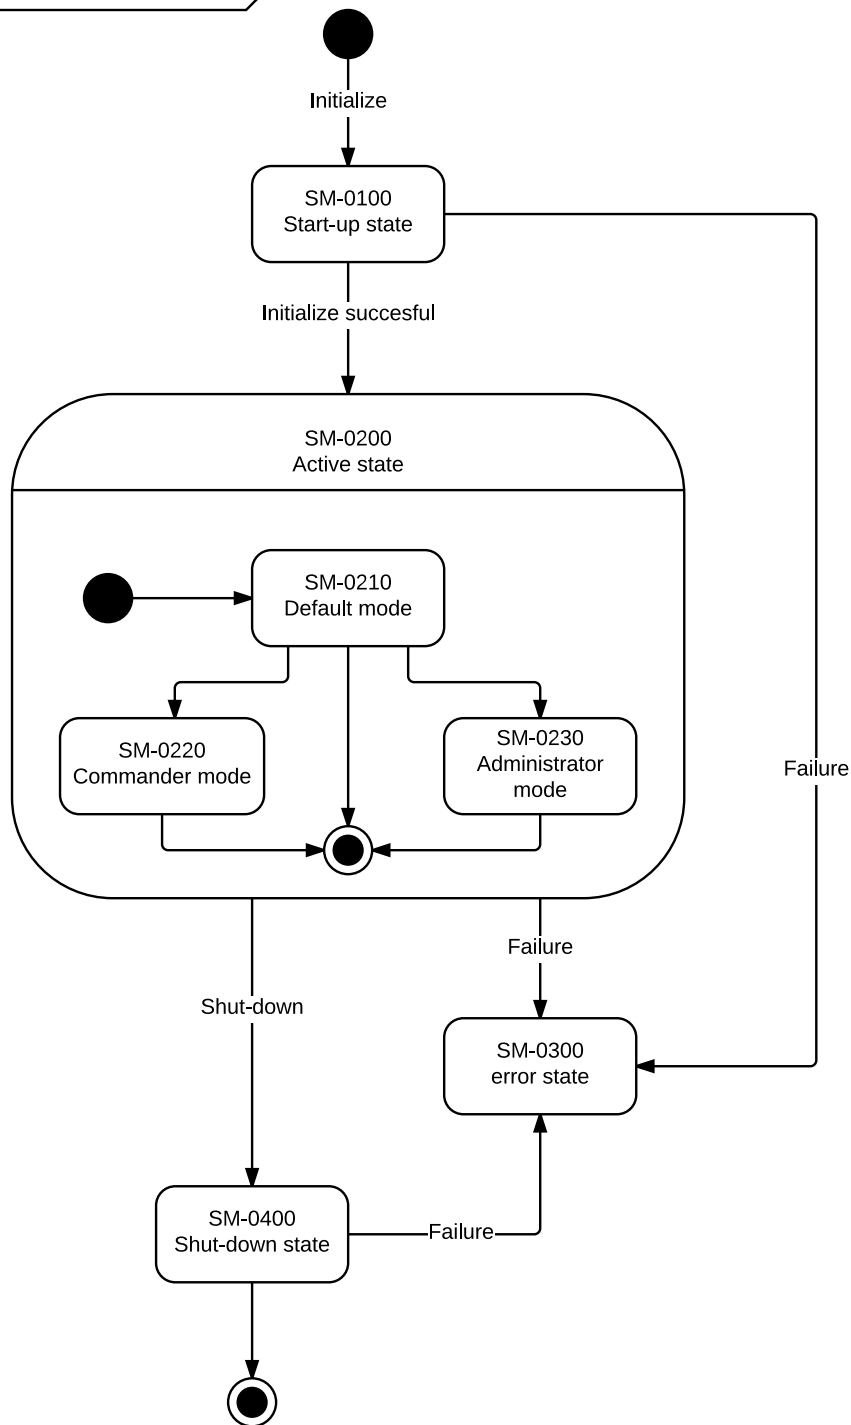 Initialize
SM-0100
Start-up state
Initialize succesful
SM-0200
Active state
SM-0210
Default mode
SM-0220
Commander mode
SM-0230
Administrator
mode
Failure
Failure
Shut-down
SM-0300
error state
SM-0400
Shut-down state
Failure